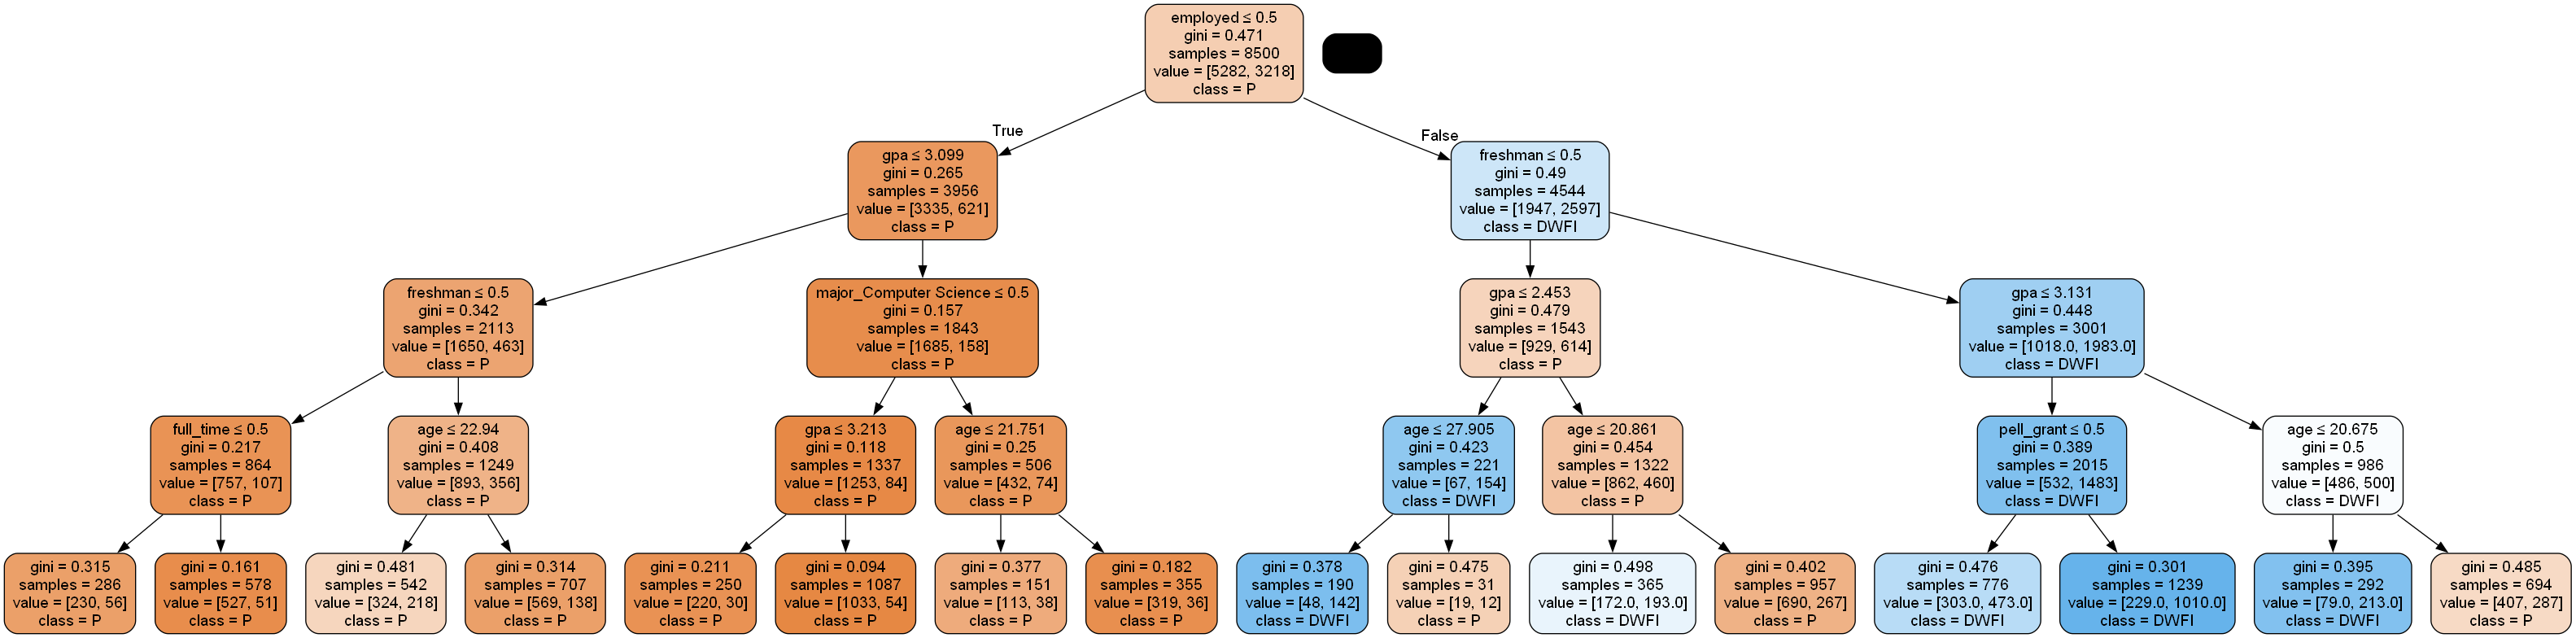 employed ≤ 0.5
gini = 0.471
samples = 8500
value = [5282, 3218]
class = P
True
False
gpa ≤ 3.099
gini = 0.265
samples = 3956
value = [3335, 621]
class = P
freshman ≤ 0.5
gini = 0.49
samples = 4544
value = [1947, 2597]
class = DWFI
freshman ≤ 0.5
gini = 0.342
samples = 2113
value = [1650, 463]
class = P
major_Computer Science ≤ 0.5
gini = 0.157
samples = 1843
value = [1685, 158]
class = P
gpa ≤ 2.453
gini = 0.479
samples = 1543
value = [929, 614]
class = P
gpa ≤ 3.131
gini = 0.448
samples = 3001
value = [1018.0, 1983.0]
class = DWFI
full_time ≤ 0.5
gini = 0.217
samples = 864
value = [757, 107]
class = P
age ≤ 22.94
gini = 0.408
samples = 1249
value = [893, 356]
class = P
gpa ≤ 3.213
gini = 0.118
samples = 1337
value = [1253, 84]
class = P
age ≤ 21.751
gini = 0.25
samples = 506
value = [432, 74]
class = P
age ≤ 27.905
gini = 0.423
samples = 221
value = [67, 154]
class = DWFI
age ≤ 20.861
gini = 0.454
samples = 1322
value = [862, 460]
class = P
pell_grant ≤ 0.5
gini = 0.389
samples = 2015
value = [532, 1483]
class = DWFI
age ≤ 20.675
gini = 0.5
samples = 986
value = [486, 500]
class = DWFI
gini = 0.315
samples = 286
value = [230, 56]
class = P
gini = 0.161
samples = 578
value = [527, 51]
class = P
gini = 0.481
samples = 542
value = [324, 218]
class = P
gini = 0.314
samples = 707
value = [569, 138]
class = P
gini = 0.211
samples = 250
value = [220, 30]
class = P
gini = 0.094
samples = 1087
value = [1033, 54]
class = P
gini = 0.377
samples = 151
value = [113, 38]
class = P
gini = 0.182
samples = 355
value = [319, 36]
class = P
gini = 0.378
samples = 190
value = [48, 142]
class = DWFI
gini = 0.475
samples = 31
value = [19, 12]
class = P
gini = 0.498
samples = 365
value = [172.0, 193.0]
class = DWFI
gini = 0.402
samples = 957
value = [690, 267]
class = P
gini = 0.476
samples = 776
value = [303.0, 473.0]
class = DWFI
gini = 0.301
samples = 1239
value = [229.0, 1010.0]
class = DWFI
gini = 0.395
samples = 292
value = [79.0, 213.0]
class = DWFI
gini = 0.485
samples = 694
value = [407, 287]
class = P